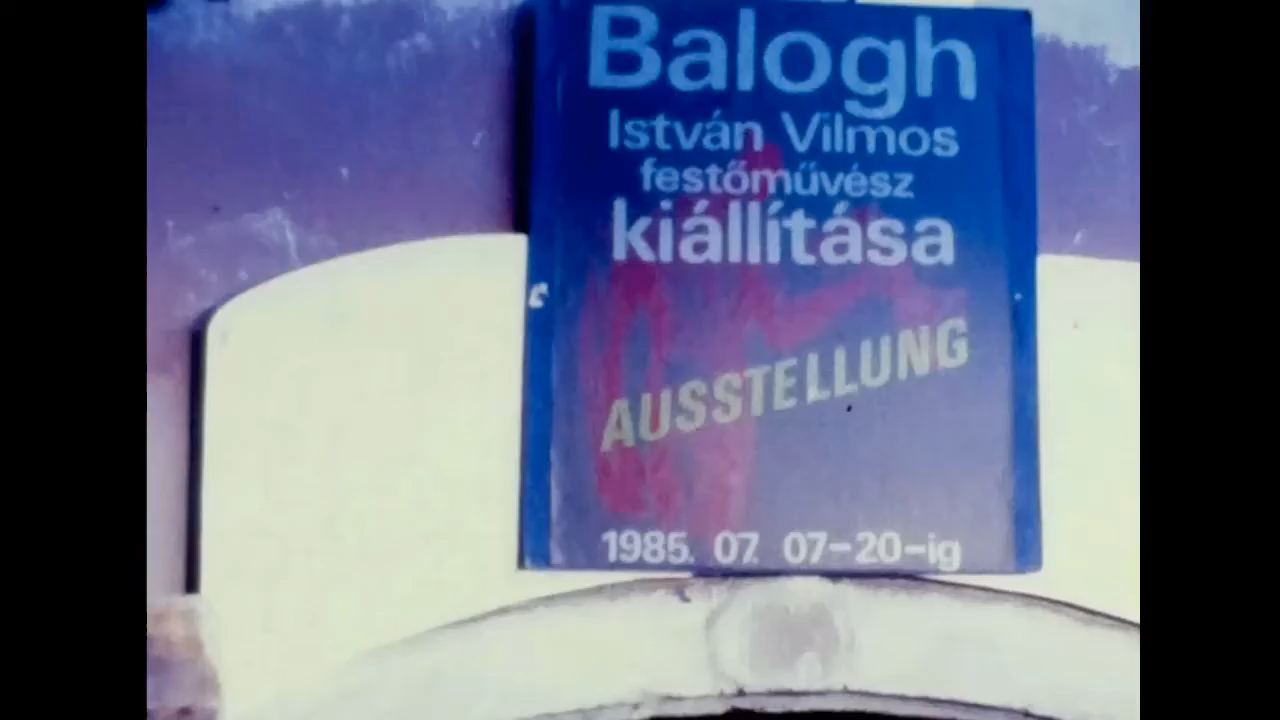 Balogh
István Vilmos
festőművész
kiállítása
AUSSTELLUNG
1985. 07. 07-20-ig